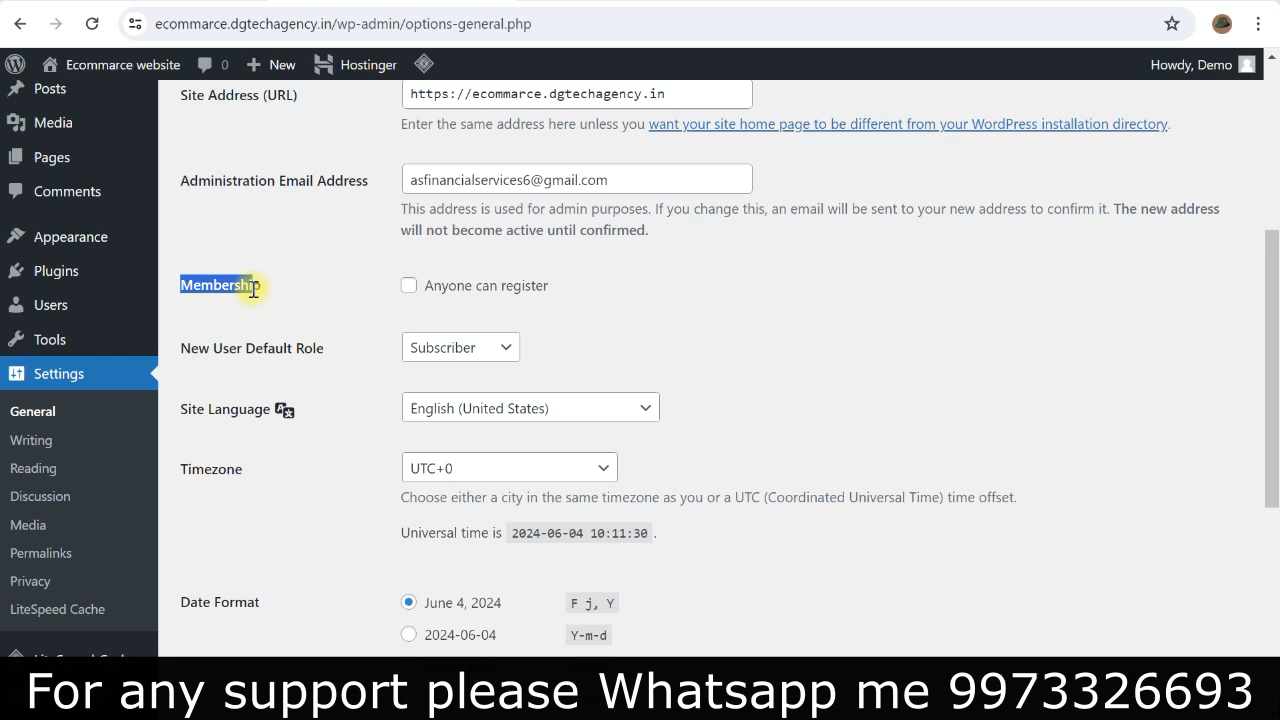 ecommarce.dgtechagency.in/wp-admin/options-general.php
Ecommarce website 0 New Hostinger Howdy, Demo
Posts
Media
Pages
Comments
Appearance
Plugins
Users
Tools
Settings
General
Writing
Reading
Discussion
Media
Permalinks
Privacy
LiteSpeed Cache
Site Address (URL) https://ecommarce.dgtechagency.in
Enter the same address here unless you want your site home page to be different from your WordPress installation directory.
Administration Email Address asfinancialservices6@gmail.com
This address is used for admin purposes. If you change this, an email will be sent to your new address to confirm it. The new address
will not become active until confirmed.
Membership Anyone can register
New User Default Role Subscriber
Site Language English (United States)
Timezone UTC+0
Choose either a city in the same timezone as you or a UTC (Coordinated Universal Time) time offset.
Universal time is 2024-06-04 10:11:30 .
Date Format June 4, 2024 F j, Y
2024-06-04 Y-m-d
For any support please Whatsapp me 9973326693